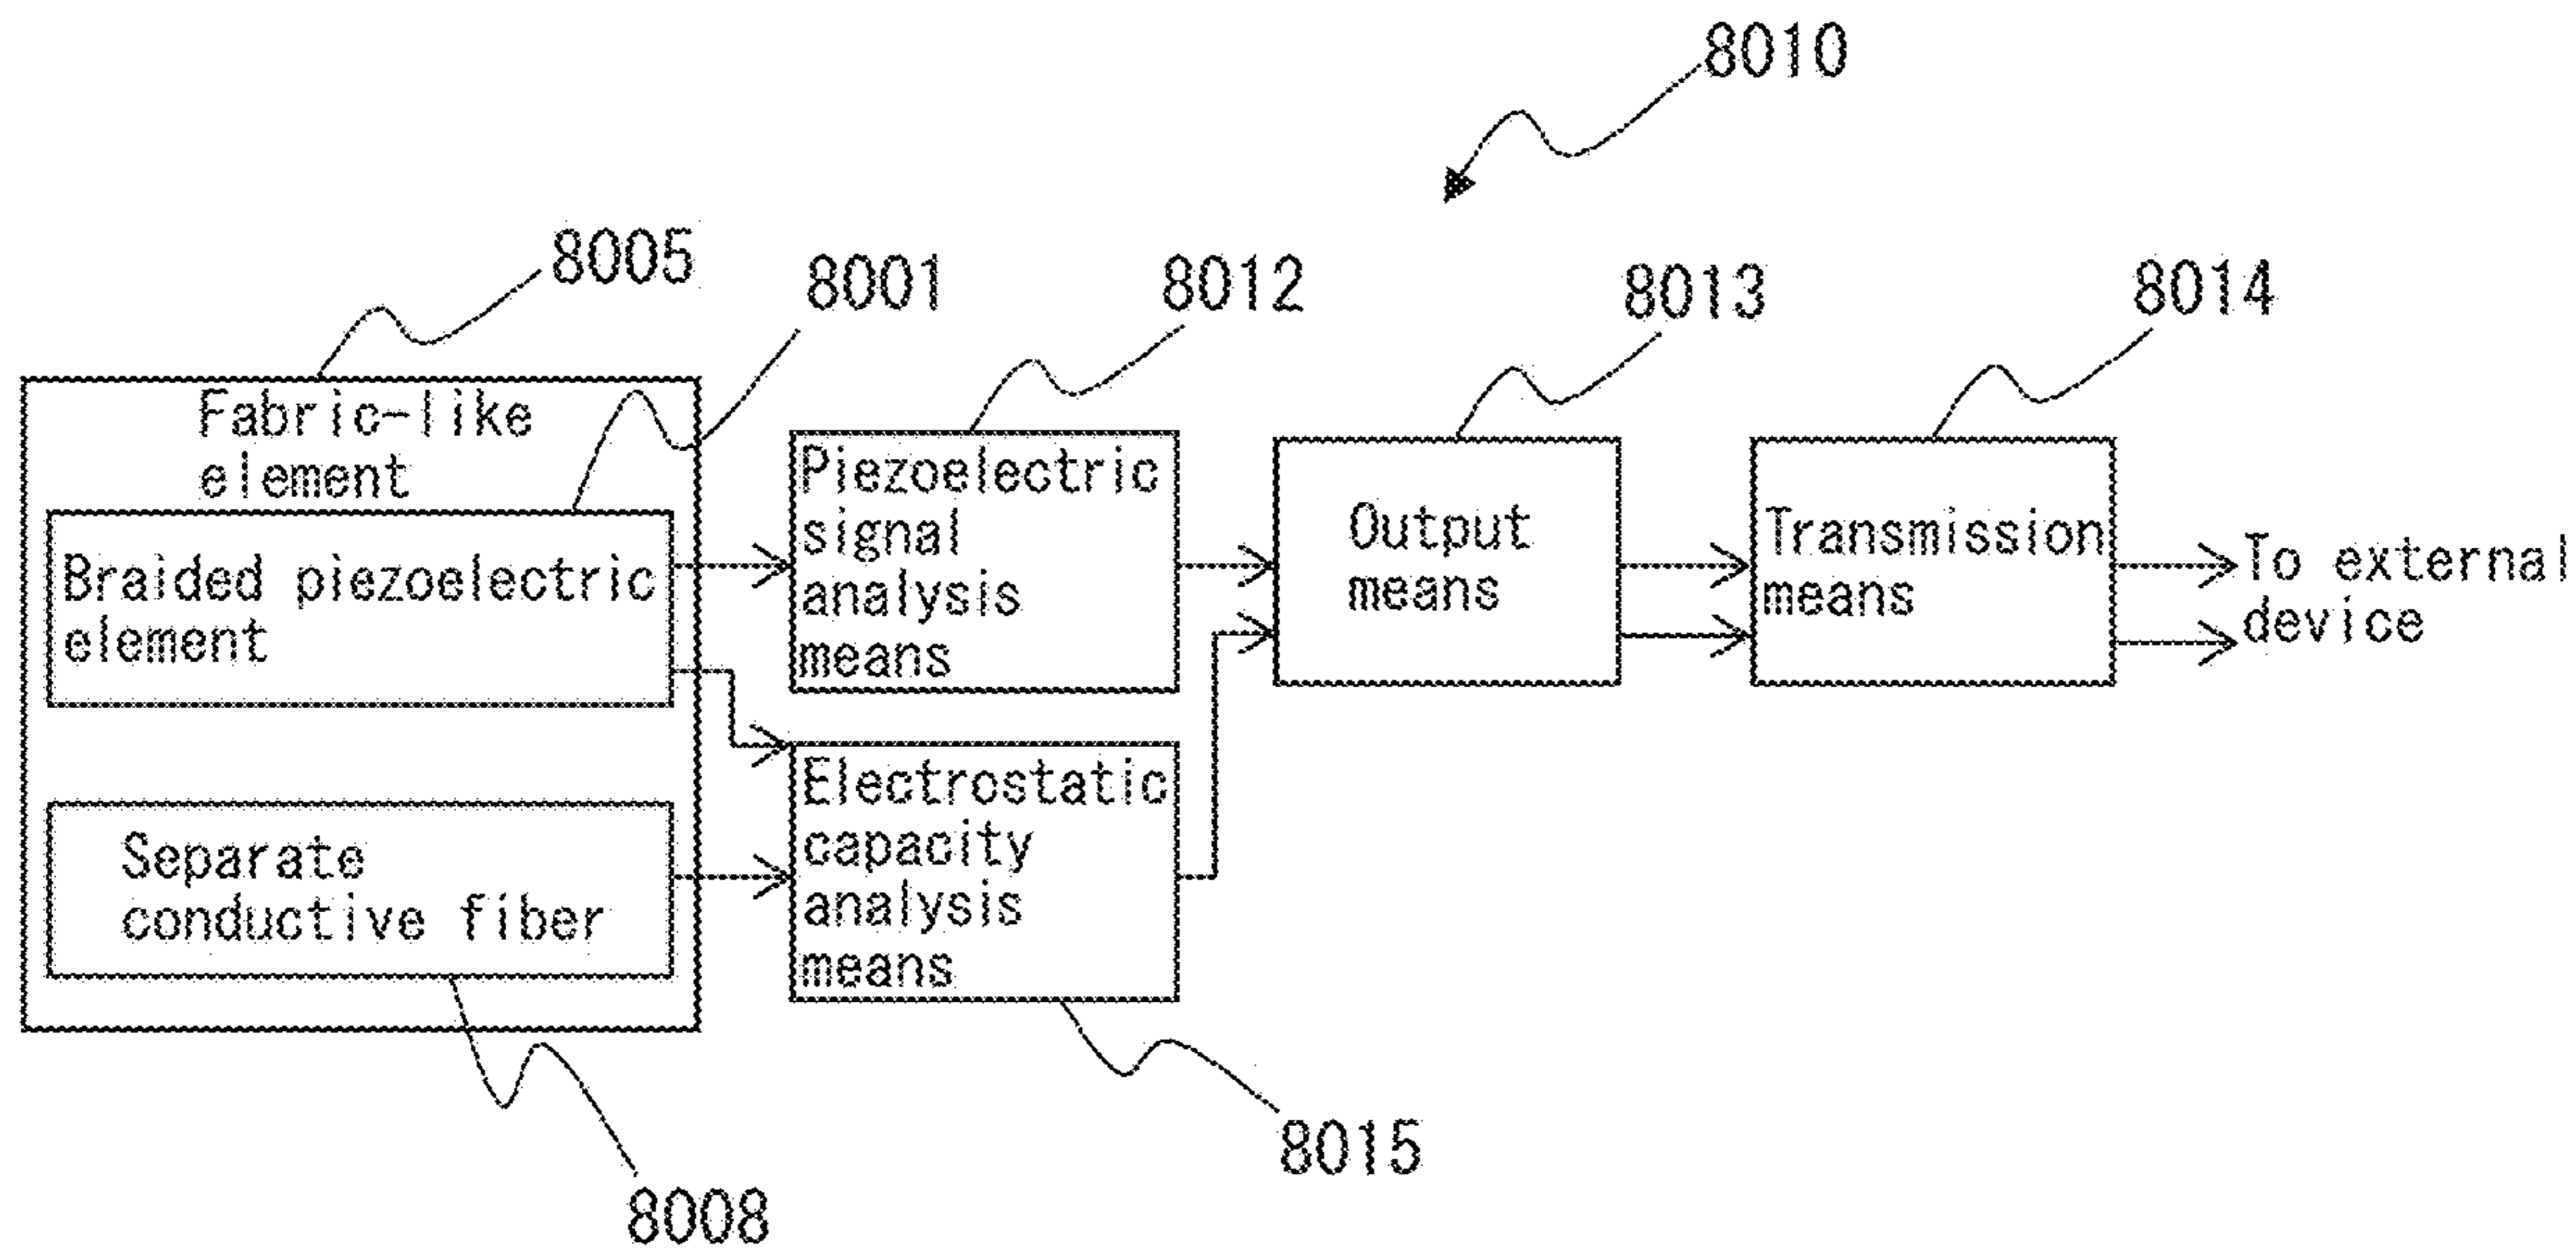 8010
8005
8001
8012
8013
8014
Fabric-like
element
Braided piezoelectric
element
Separate
conductive fiber
Piezoelectric
signal
analysis
means
Electrostatic
capacity
analysis
means
Output
means
Transmission
means
To external
device
8015
8008